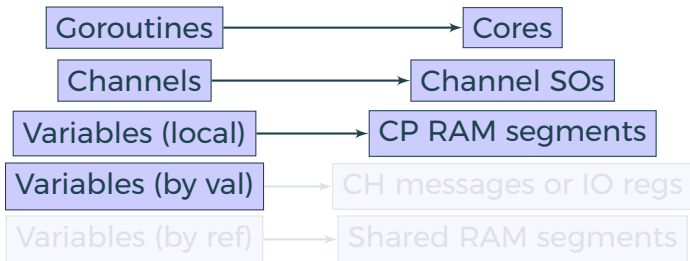 Goroutines Cores
Channels Channel SOs
Variables (local) CP RAM segments
Variables (by val) CH messages or IO regs
Variables (by ref) Shared RAM segments